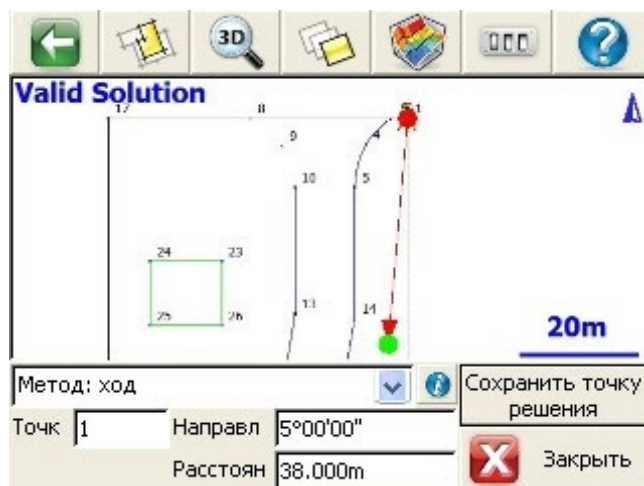 3D
Valid Solution
17
8
1
4
9
10
5
24
23
25
26
13
14
20m
Метод: ход
Сохранить точку
решения
Точк 1
Направл 5°00'00"
Расстоян 38.000m
Закрыть